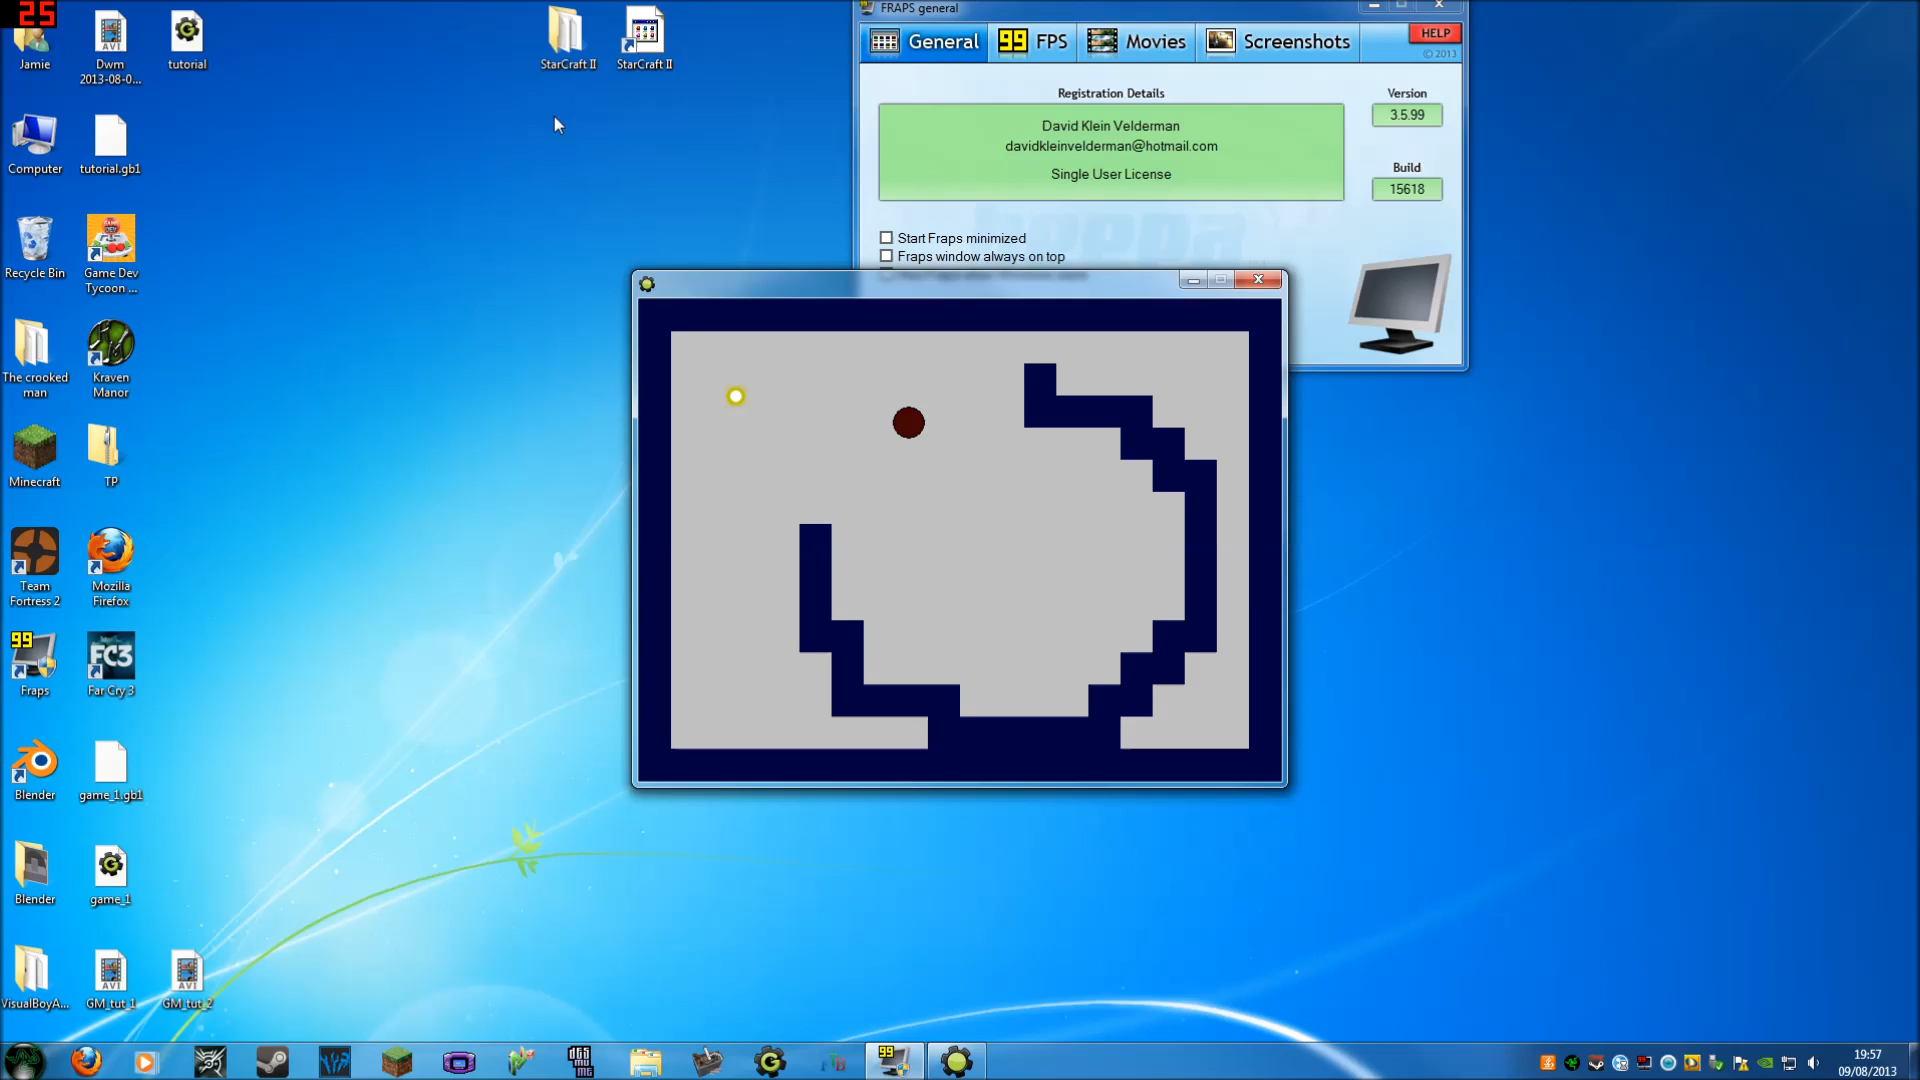 25
Jamie
Dwm
2013-08-0...
tutorial
StarCraft II
StarCraft II
Computer
tutorial.gb1
Recycle Bin
Game Dev
Tycoon ...
The crooked
man
Kraven
Manor
Minecraft
TP
Team
Fortress 2
Mozilla
Firefox
99
Fraps
FC3
Far Cry 3
Blender
game_1.gb1
Blender
game_1
VisualBoyA...
GM_tut_1
GM_tut_2
FRAPS general
General
99 FPS
Movies
Screenshots
HELP
© 2013
Registration Details
David Klein Velderman
davidkleinvelderman@hotmail.com
Single User License
Version
3.5.99
Build
15618
Start Fraps minimized
Fraps window always on top
19:57
09/08/2013